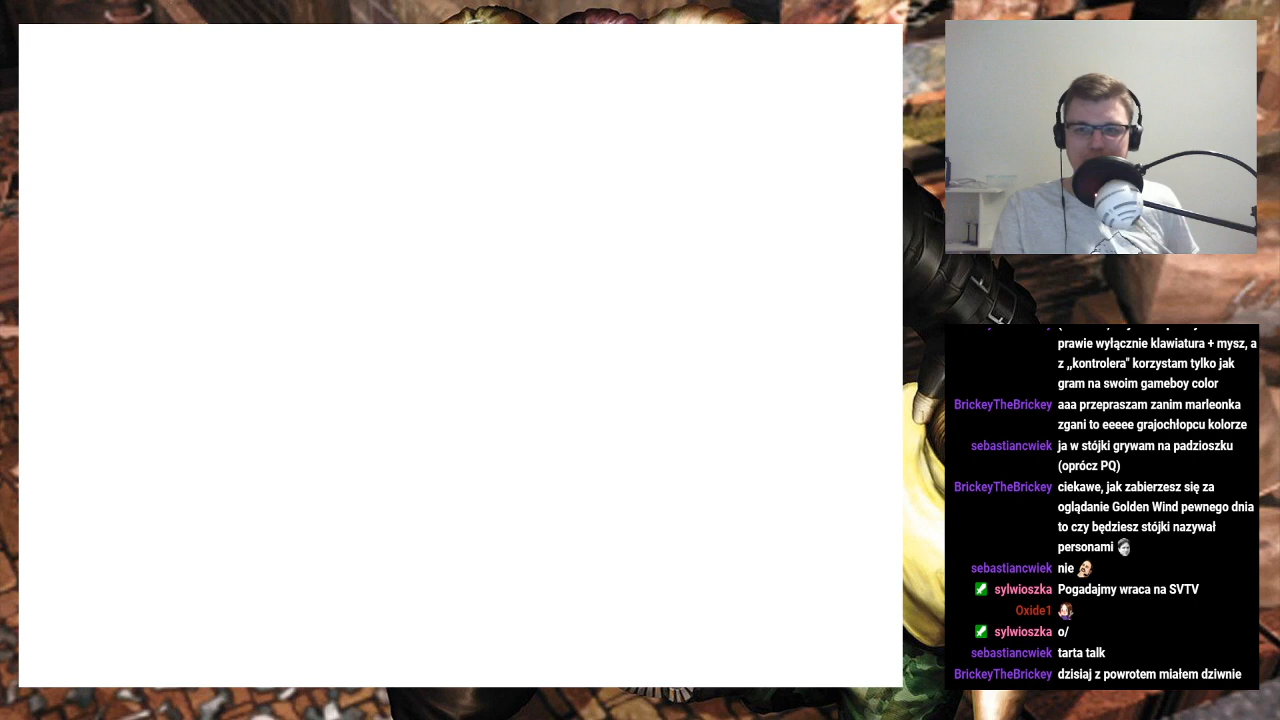 prawie wyłącznie klawiatura + mysz, a
z ,,kontrolera" korzystam tylko jak
gram na swoim gameboy color
BrickeyTheBrickey aaa przepraszam zanim marleonka
zgani to eeeee grajochłopcu kolorze
sebastiancwiek ja w stójki grywam na padzioszku
(oprócz PQ)
BrickeyTheBrickey ciekawe, jak zabierzesz się za
oglądanie Golden Wind pewnego dnia
to czy będziesz stójki nazywał
personami
sebastiancwiek nie
sylwioszka Pogadajmy wraca na SVTV
Oxide1
sylwioszka o/
sebastiancwiek tarta talk
BrickeyTheBrickey dzisiaj z powrotem miałem dziwnie